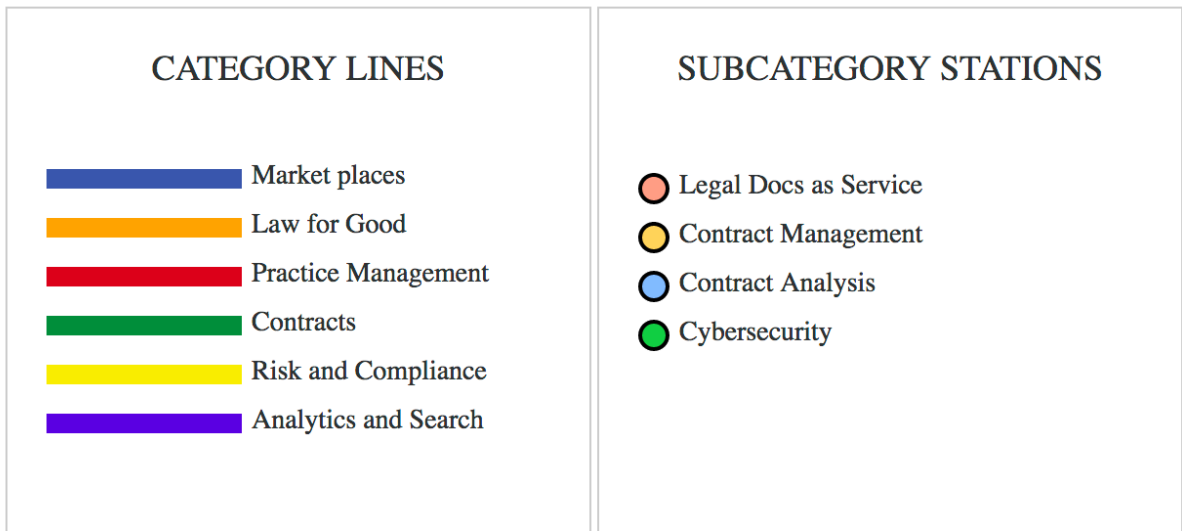 CATEGORY LINES
Market places
Law for Good
Practice Management
Contracts
Risk and Compliance
Analytics and Search
SUBCATEGORY STATIONS
Legal Docs as Service
Contract Management
Contract Analysis
Cybersecurity